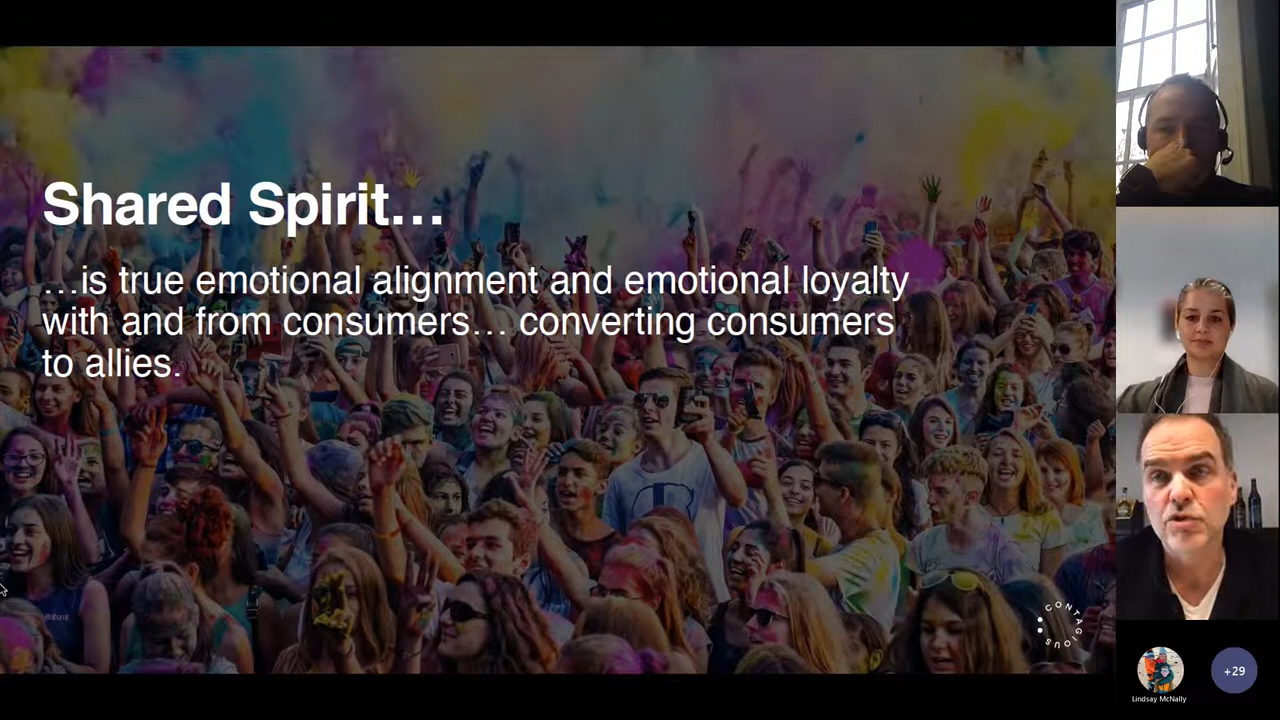 Shared Spirit…
…is true emotional alignment and emotional loyalty
with and from consumers… converting consumers
to allies.
CONTAGIOUS
Lindsay McNally
+29